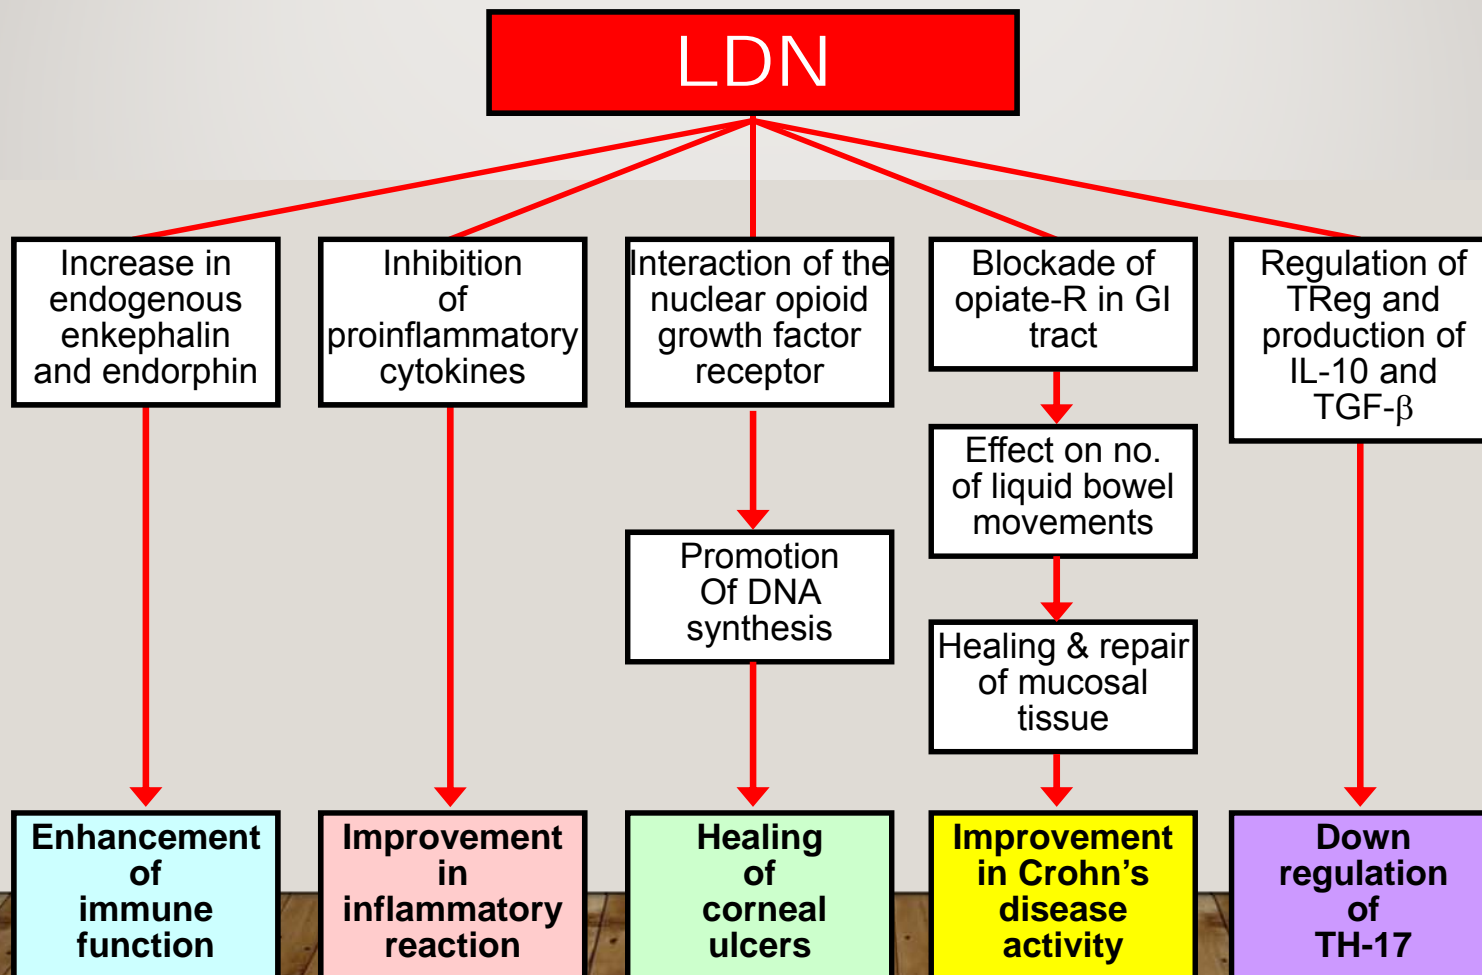 LDN
Increase in
endogenous
enkephalin
and endorphin
Inhibition
of
proinflammatory
cytokines
Interaction of the
nuclear opioid
growth factor
receptor
Blockade of
opiate-R in GI
tract
Regulation of
TReg and
production of
IL-10 and
TGF-β
Effect on no.
of liquid bowel
movements
Promotion
Of DNA
synthesis
Healing & repair
of mucosal
tissue
Enhancement
of
immune
function
Improvement
in
inflammatory
reaction
Healing
of
corneal
ulcers
Improvement
in Crohn’s
disease
activity
Down
regulation
of
TH-17